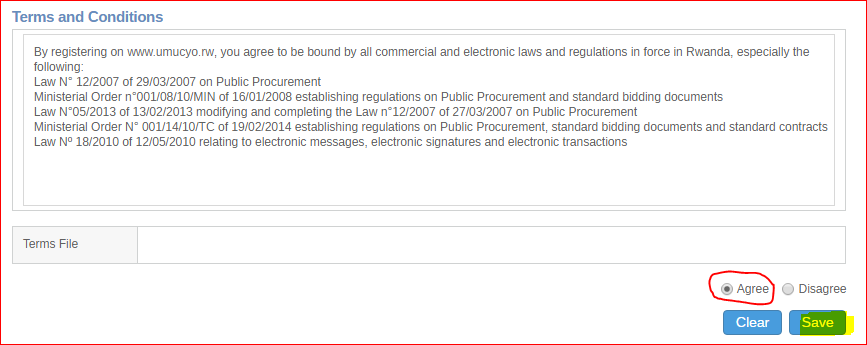 Terms and Conditions
By registering on www.umucyo.rw, you agree to be bound by all commercial and electronic laws and regulations in force in Rwanda, especially the
following:
Law N° 12/2007 of 29/03/2007 on Public Procurement
Ministerial Order n°001/08/10/MIN of 16/01/2008 establishing regulations on Public Procurement and standard bidding documents
Law N°05/2013 of 13/02/2013 modifying and completing the Law n°12/2007 of 27/03/2007 on Public Procurement
Ministerial Order N° 001/14/10/TC of 19/02/2014 establishing regulations on Public Procurement, standard bidding documents and standard contracts
Law Nº 18/2010 of 12/05/2010 relating to electronic messages, electronic signatures and electronic transactions
Terms File
Agree Disagree
Clear Save